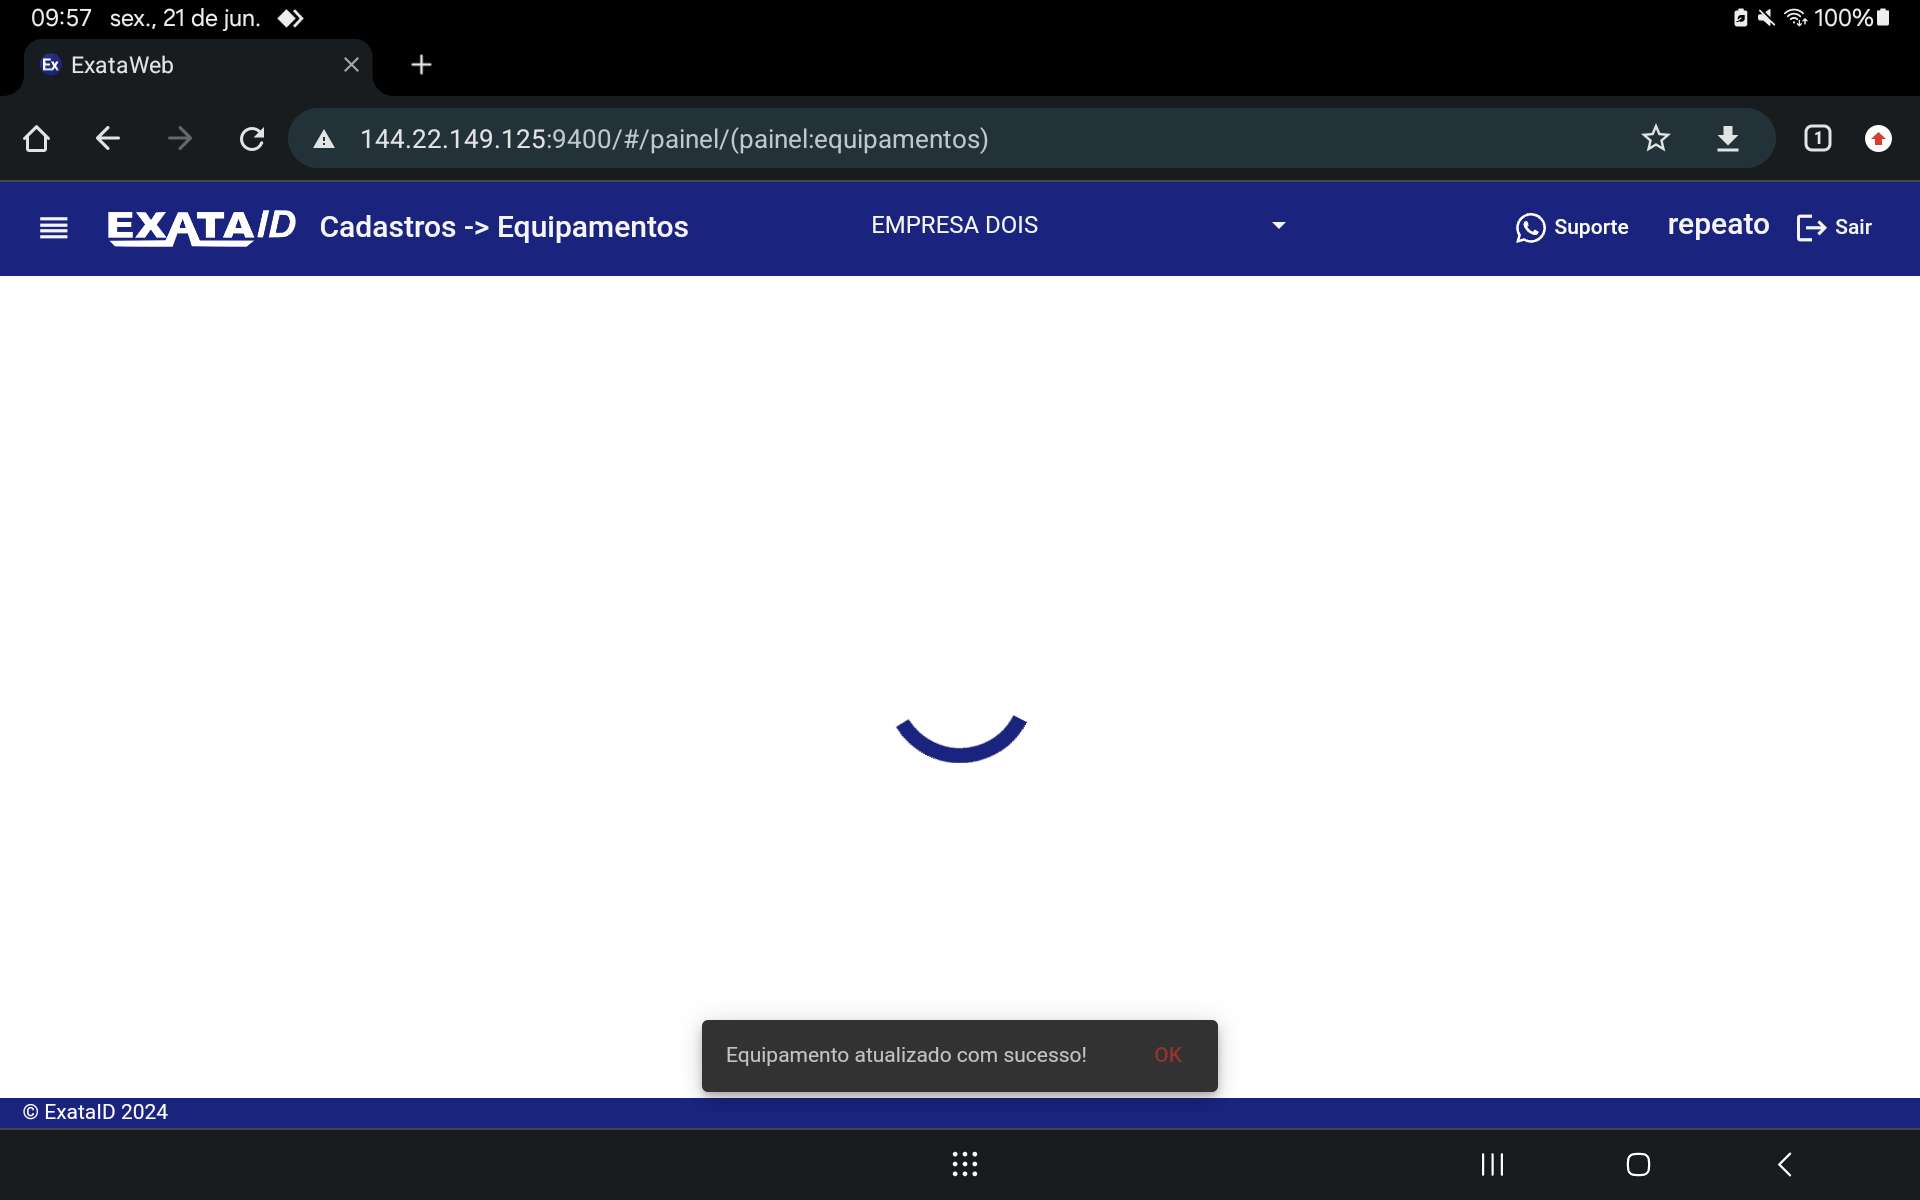 09:57 sex., 21 de jun. 100%
Ex ExataWeb
144.22.149.125:9400/#/painel/(painel:equipamentos) 1
EXATAID Cadastros -> Equipamentos EMPRESA DOIS Suporte repeato Sair
Equipamento atualizado com sucesso! OK
© ExataID 2024